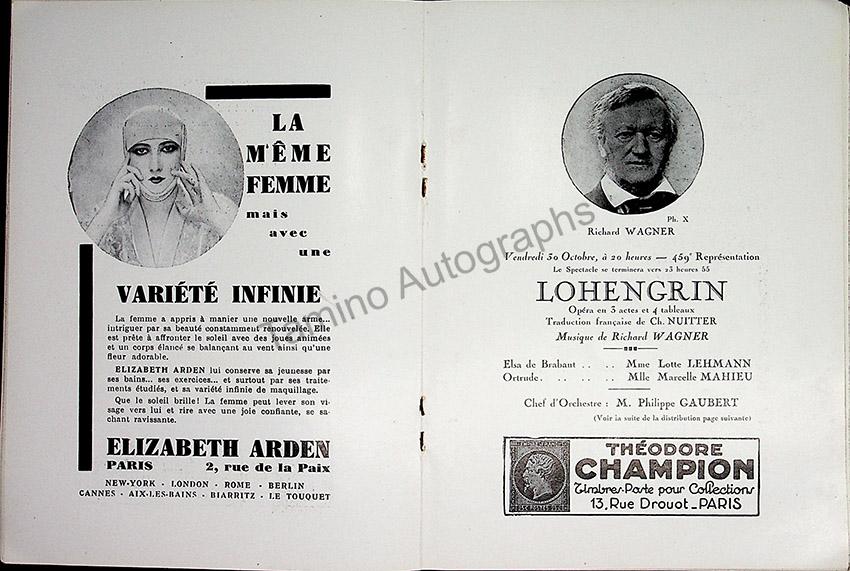 LA
MÊME
FEMME
mais
avec
une
VARIÉTÉ INFINIE
La femme a appris à manier une nouvelle arme...
intriguer par sa beauté constamment renouvelée. Elle
est prête à affronter le soleil avec des joues animées
et un corps élancé se balançant au vent ainsi qu'une
fleur adorable.
ELIZABETH ARDEN lui conserve sa jeunesse par
ses bains... ses exercices... et surtout par ses traite-
ments étudiés, et sa variété infinie de maquillage.
Que le soleil brille! La femme peut lever son vi-
sage vers lui et rire avec une joie confiante, se sa-
chant ravissante.
ELIZABETH ARDEN
PARIS 2, rue de la Paix
NEW-YORK · LONDON · ROME · BERLIN
CANNES · AIX-LES-BAINS · BIARRITZ · LE TOUQUET
Ph. X
Richard WAGNER
Vendredi 30 Octobre, à 20 heures — 459e Représentation
Le Spectacle se terminera vers 23 heures 55
LOHENGRIN
Opéra en 3 actes et 4 tableaux
Traduction française de Ch. NUITTER
Musique de Richard WAGNER
Elsa de Brabant .. .. Mme Lotte LEHMANN
Ortrude. .. .. .. Mlle Marcelle MAHIEU
Chef d'Orchestre : M. Philippe GAUBERT
(Voir la suite de la distribution page suivante)
EMPIRE FRANÇAIS
25 C POSTES 25 C
THÉODORE
CHAMPION
Timbres-Poste pour Collections
13, Rue Drouot_PARIS
Tamino Autographs